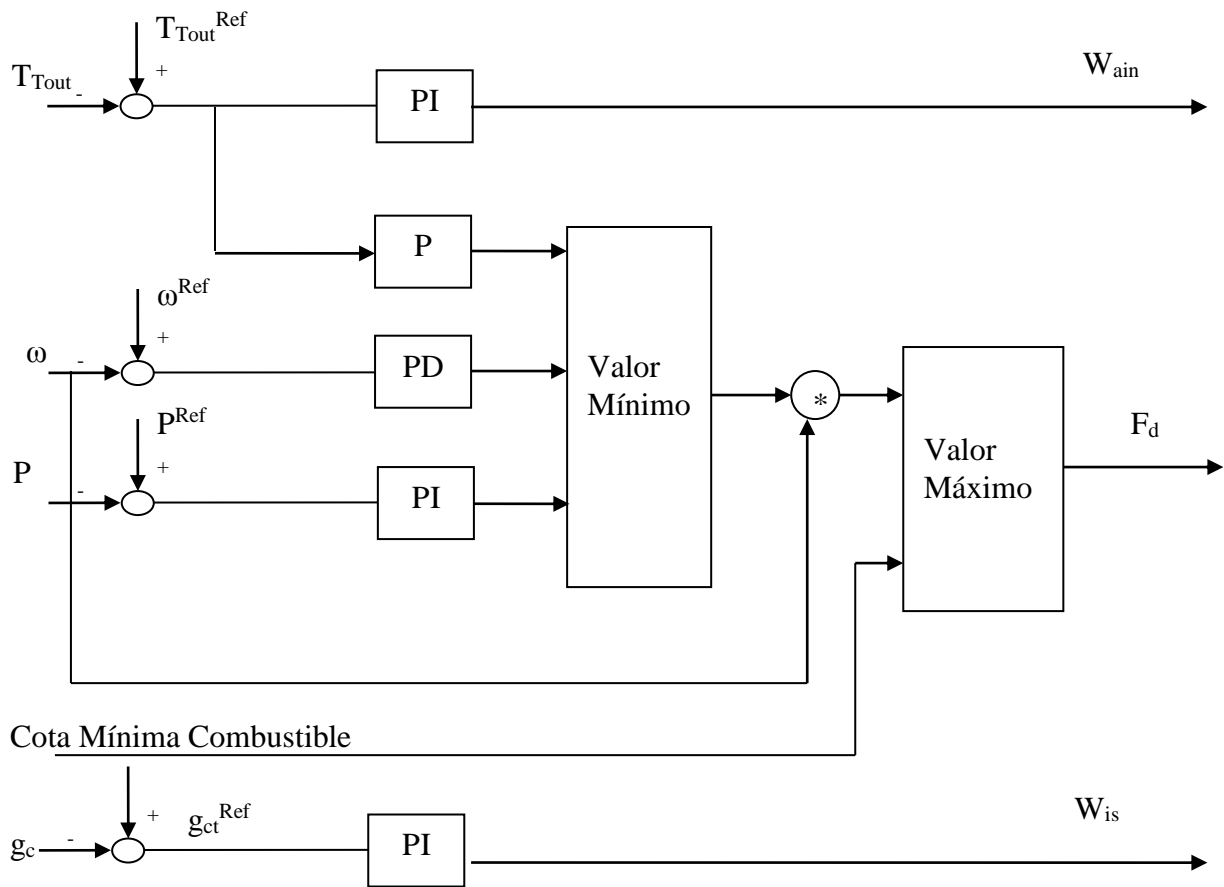 T_Tout^Ref
T_Tout
-
+
PI
W_ain
P
ω^Ref
ω
-
+
PD
Valor
Mínimo
*
P^Ref
P
-
+
PI
Valor
Máximo
F_d
Cota Mínima Combustible
g_c
-
+
g_ct^Ref
PI
W_is